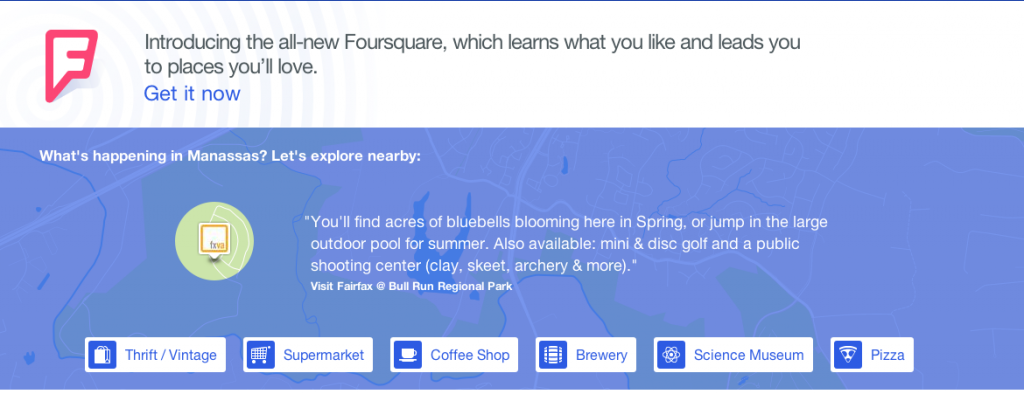 Introducing the all-new Foursquare, which learns what you like and leads you
to places you’ll love.
Get it now
What's happening in Manassas? Let's explore nearby:
fxva
"You'll find acres of bluebells blooming here in Spring, or jump in the large
outdoor pool for summer. Also available: mini & disc golf and a public
shooting center (clay, skeet, archery & more)."
Visit Fairfax @ Bull Run Regional Park
Thrift / Vintage
Supermarket
Coffee Shop
Brewery
Science Museum
Pizza